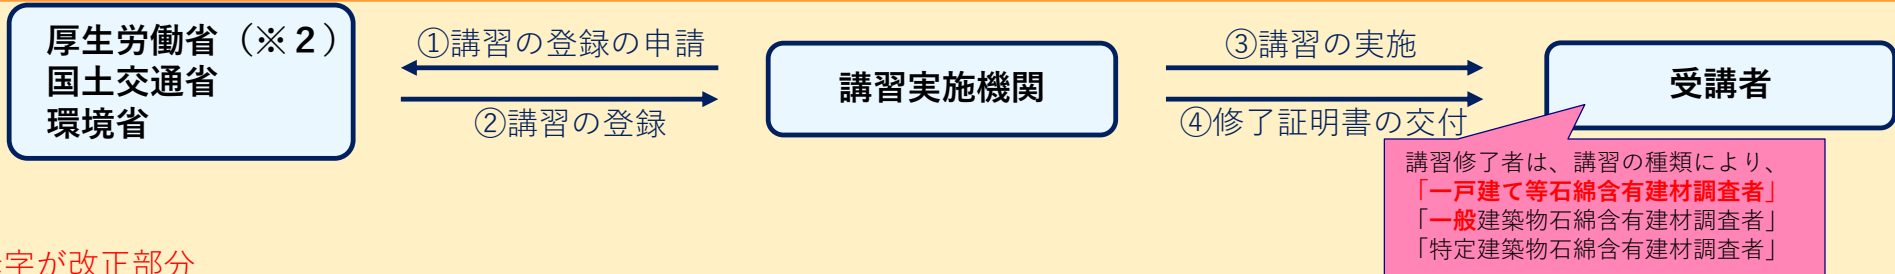 厚生労働省(※2)
国土交通省
環境省
①講習の登録の申請
②講習の登録
講習実施機関
③講習の実施
④修了証明書の交付
受講者
講習修了者は、講習の種類により、
「一戸建て等石綿含有建材調査者」
「一般建築物石綿含有建材調査者」
「特定建築物石綿含有建材調査者」
字が改正部分